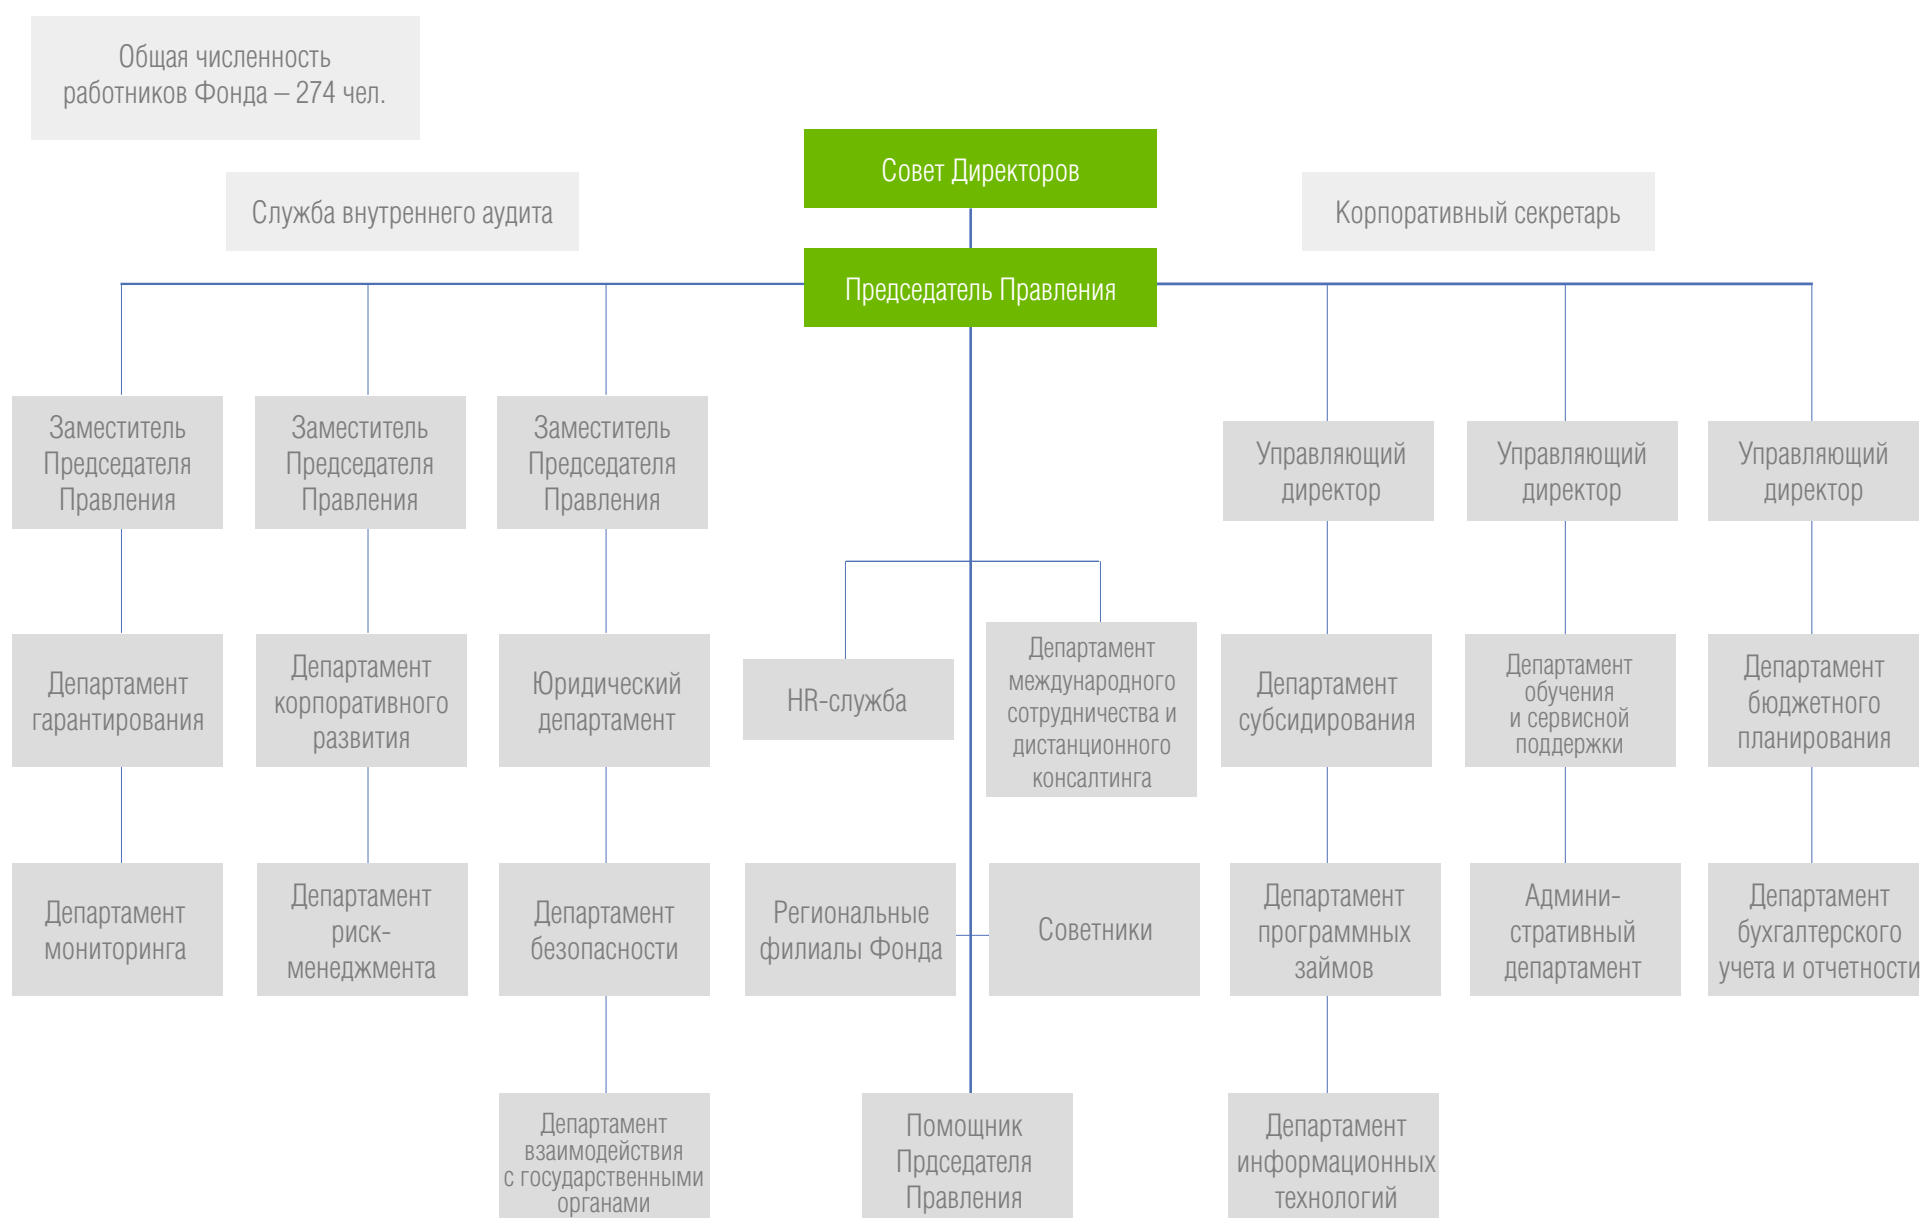 Общая численность
работников Фонда – 274 чел.
Совет Директоров
Служба внутреннего аудита
Корпоративный секретарь
Председатель Правления
Заместитель
Председателя
Правления
Заместитель
Председателя
Правления
Заместитель
Председателя
Правления
Управляющий
директор
Управляющий
директор
Управляющий
директор
Департамент
гарантирования
Департамент
корпоративного
развития
Юридический
департамент
HR-служба
Департамент
международного
сотрудничества и
дистанционного
консалтинга
Департамент
субсидирования
Департамент
обучения
и сервисной
поддержки
Департамент
бюджетного
планирования
Департамент
мониторинга
Департамент
риск-
менеджмента
Департамент
безопасности
Региональные
филиалы Фонда
Советники
Департамент
программных
займов
Админи-
стративный
департамент
Департамент
бухгалтерского
учета и отчетности
Департамент
взаимодействия
с государственными
органами
Помощник
Прдседателя
Правления
Департамент
информационных
технологий